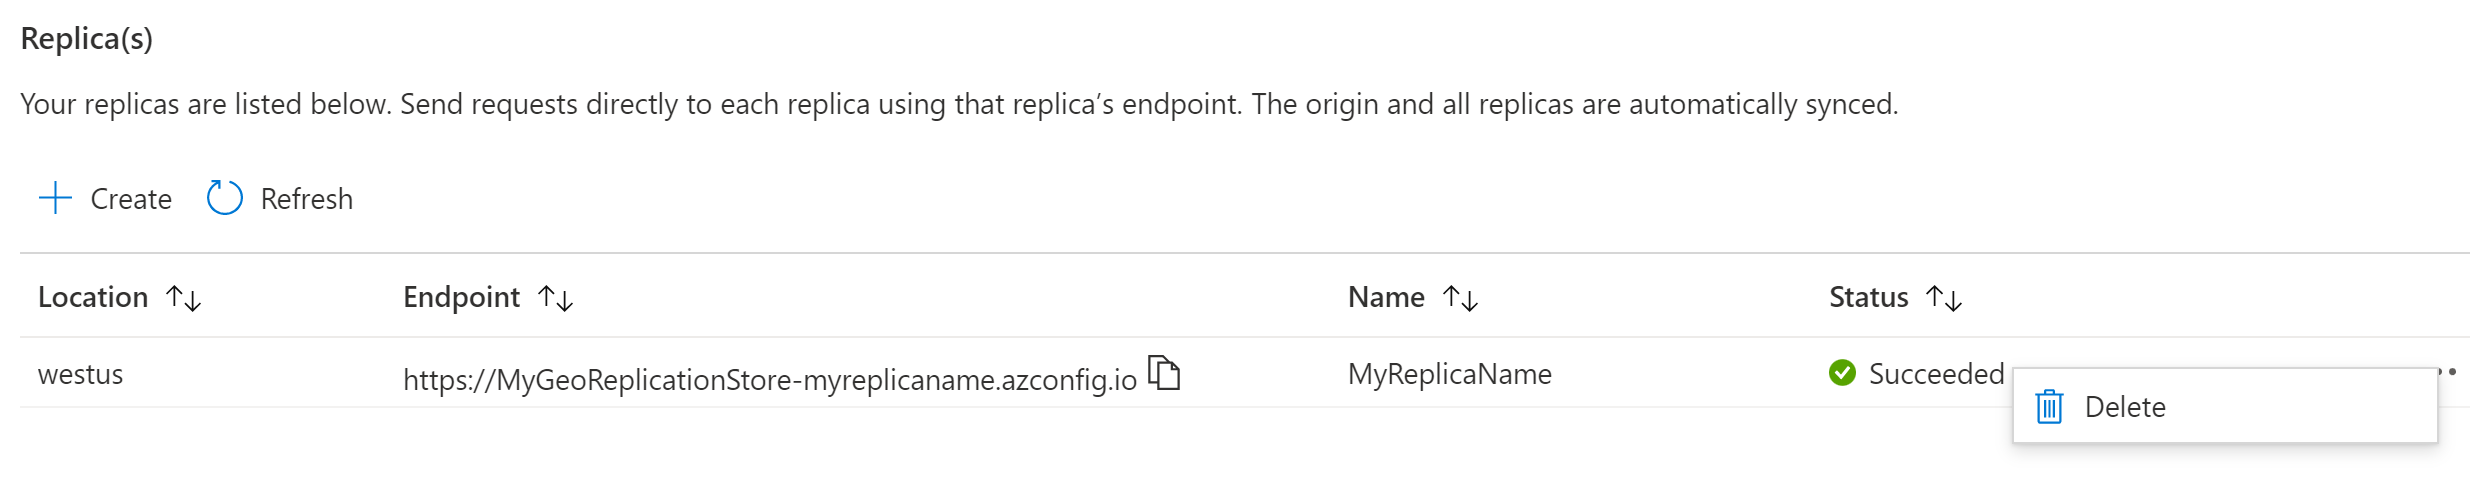 Replica(s)
Your replicas are listed below. Send requests directly to each replica using that replica’s endpoint. The origin and all replicas are automatically synced.
Create Refresh
Location Endpoint Name Status
westus https://MyGeoReplicationStore-myreplicaname.azconfig.io MyReplicaName Succeeded
Delete